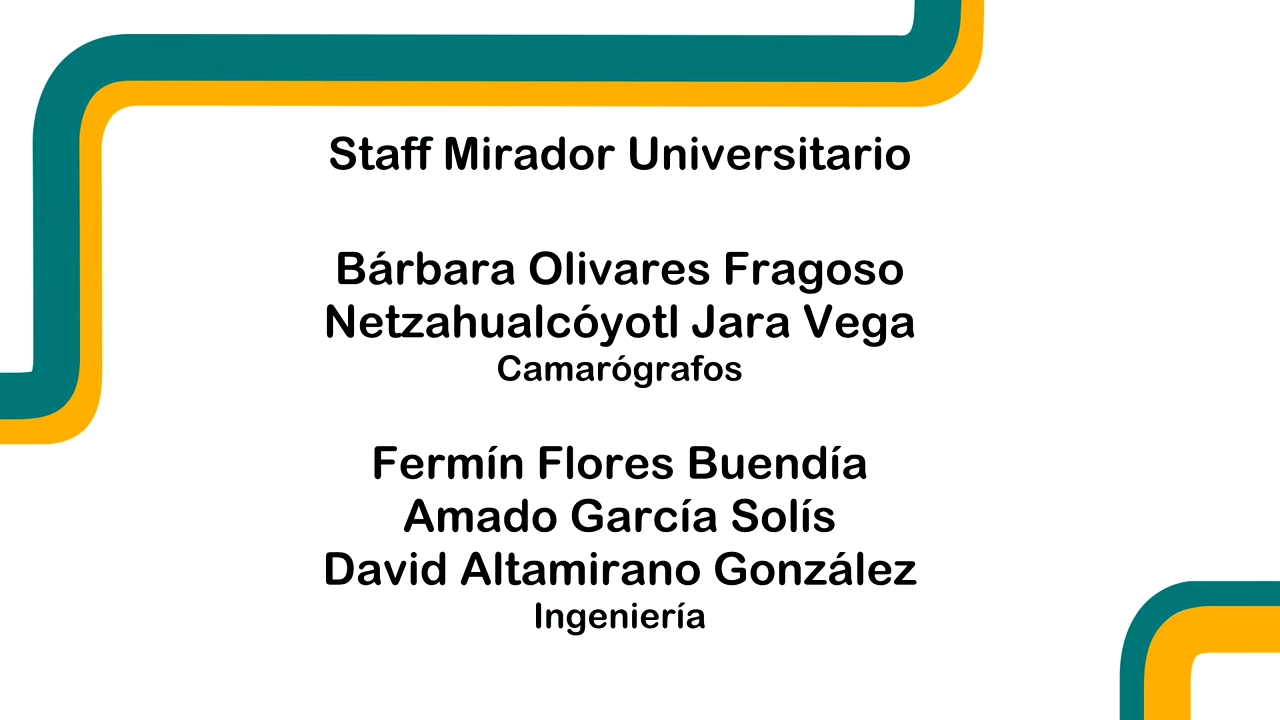 Staff Mirador Universitario
Bárbara Olivares Fragoso
Netzahualcóyotl Jara Vega
Camarógrafos
Fermín Flores Buendía
Amado García Solís
David Altamirano González
Ingeniería